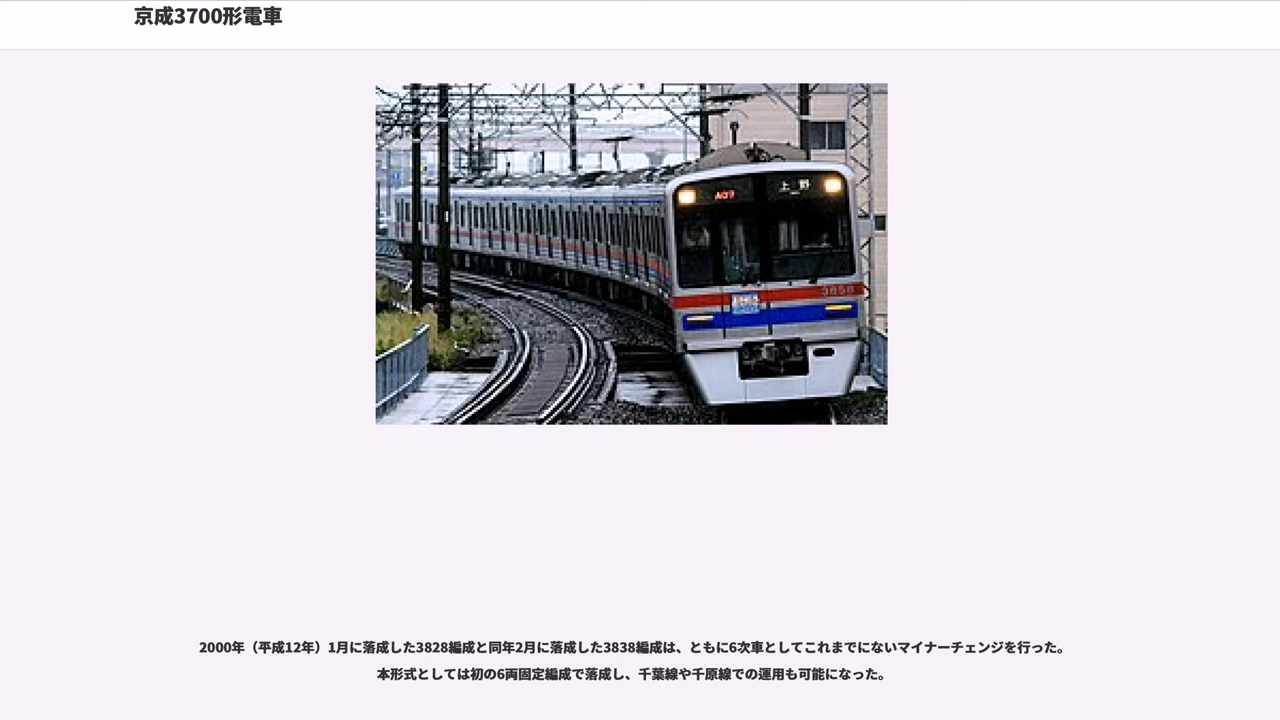 京成3700形電車
A07
上野
3858
2000年（平成12年）1月に落成した3828編成と同年2月に落成した3838編成は、ともに6次車としてこれまでにないマイナーチェンジを行った。
本形式としては初の6両固定編成で落成し、千葉線や千原線での運用も可能になった。